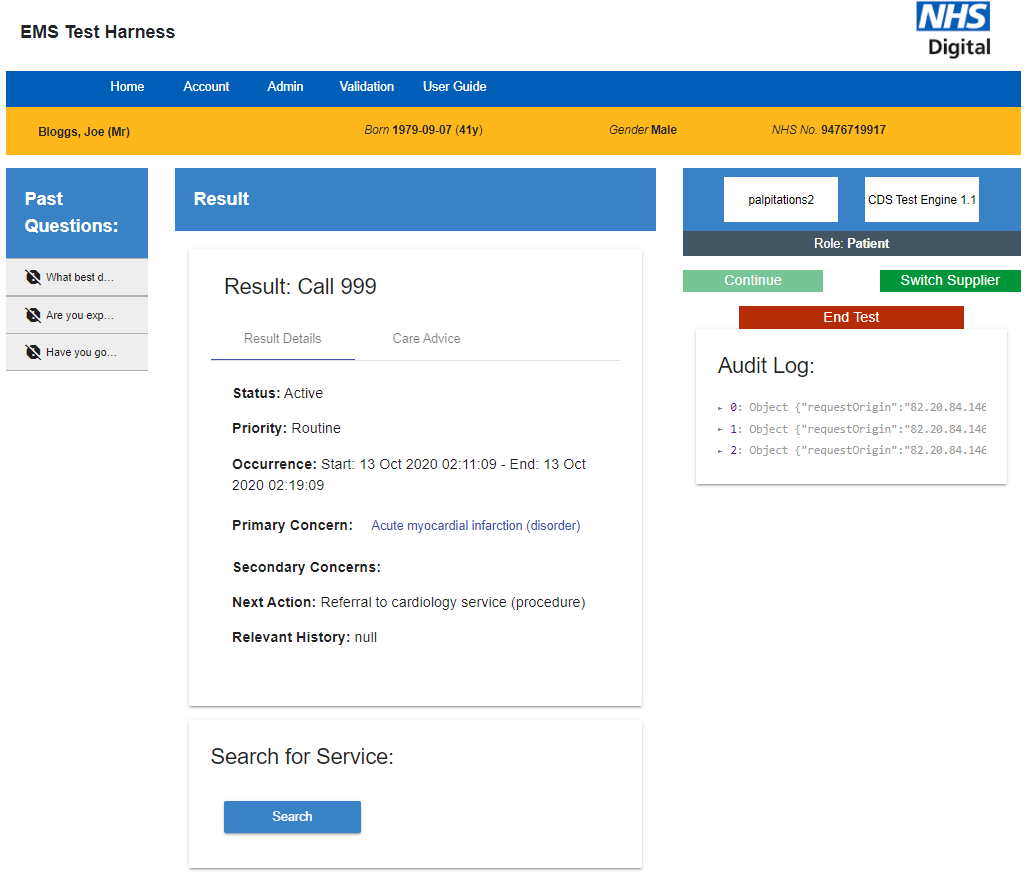 EMS Test Harness
NHS
Digital
Home Account Admin Validation User Guide
Bloggs, Joe (Mr) Born 1979-09-07 (41y) Gender Male NHS No. 9476719917
Past
Questions:
What best d...
Are you exp...
Have you go...
Result
Result: Call 999
Result Details Care Advice
Status: Active
Priority: Routine
Occurrence: Start: 13 Oct 2020 02:11:09 - End: 13 Oct
2020 02:19:09
Primary Concern: Acute myocardial infarction (disorder)
Secondary Concerns:
Next Action: Referral to cardiology service (procedure)
Relevant History: null
Search for Service:
Search
palpitations2 CDS Test Engine 1.1
Role: Patient
Continue Switch Supplier
End Test
Audit Log:
► 0: Object {"requestOrigin":"82.20.84.146
► 1: Object {"requestOrigin":"82.20.84.146
► 2: Object {"requestOrigin":"82.20.84.146